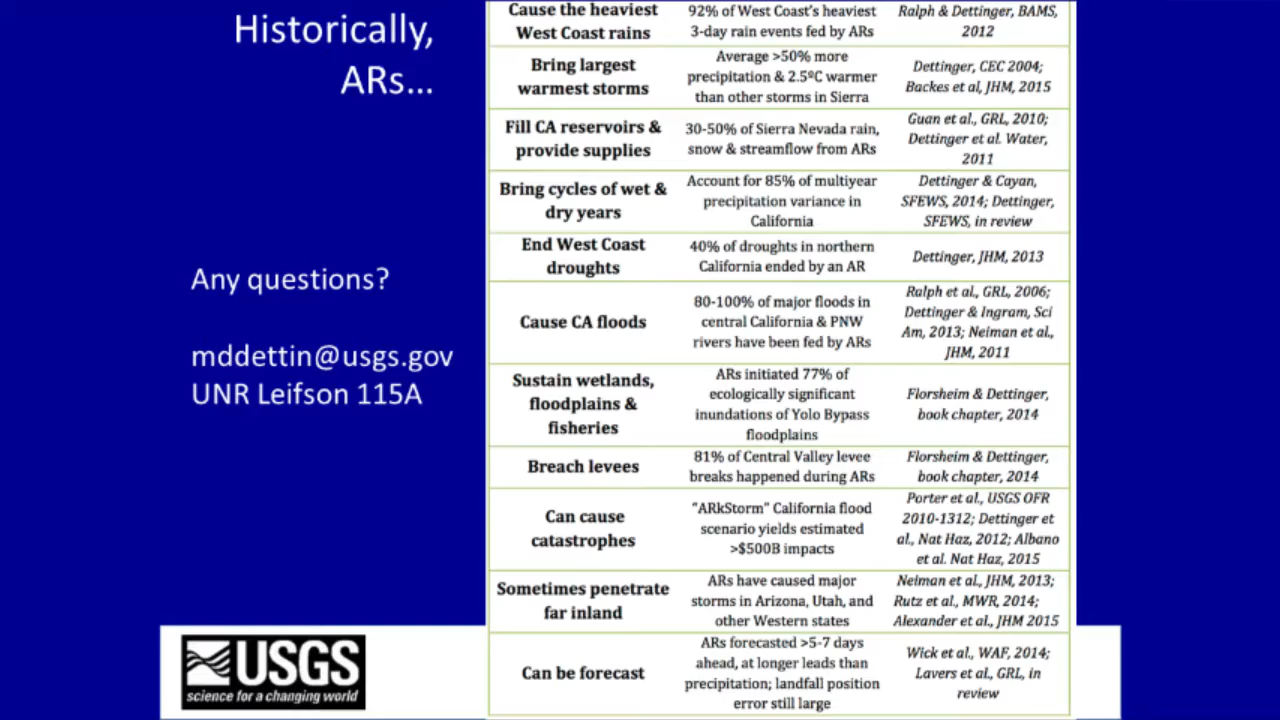 Historically,
ARs...
Any questions?
mddettin@usgs.gov
UNR Leifson 115A
Cause the heaviest
West Coast rains
92% of West Coast's heaviest
3-day rain events fed by ARs
Ralph & Dettinger, BAMS,
2012
Bring largest
warmest storms
Average >50% more
precipitation & 2.5ºC warmer
than other storms in Sierra
Dettinger, CEC 2004;
Backes et al, JHM, 2015
Fill CA reservoirs &
provide supplies
30-50% of Sierra Nevada rain,
snow & streamflow from ARs
Guan et al., GRL, 2010;
Dettinger et al. Water,
2011
Bring cycles of wet &
dry years
Account for 85% of multiyear
precipitation variance in
California
Dettinger & Cayan,
SFEWS, 2014; Dettinger,
SFEWS, in review
End West Coast
droughts
40% of droughts in northern
California ended by an AR
Dettinger, JHM, 2013
Cause CA floods
80-100% of major floods in
central California & PNW
rivers have been fed by ARs
Ralph et al., GRL, 2006;
Dettinger & Ingram, Sci
Am, 2013; Neiman et al.,
JHM, 2011
Sustain wetlands,
floodplains &
fisheries
ARs initiated 77% of
ecologically significant
inundations of Yolo Bypass
floodplains
Florsheim & Dettinger,
book chapter, 2014
Breach levees
81% of Central Valley levee
breaks happened during ARs
Florsheim & Dettinger,
book chapter, 2014
Can cause
catastrophes
"ARkStorm" California flood
scenario yields estimated
>$500B impacts
Porter et al., USGS OFR
2010-1312; Dettinger et
al., Nat Haz, 2012; Albano
et al. Nat Haz, 2015
Sometimes penetrate
far inland
ARs have caused major
storms in Arizona, Utah, and
other Western states
Neiman et al., JHM, 2013;
Rutz et al., MWR, 2014;
Alexander et al., JHM 2015
Can be forecast
ARs forecasted >5-7 days
ahead, at longer leads than
precipitation; landfall position
error still large
Wick et al., WAF, 2014;
Lavers et al., GRL, in
review
USGS
science for a changing world